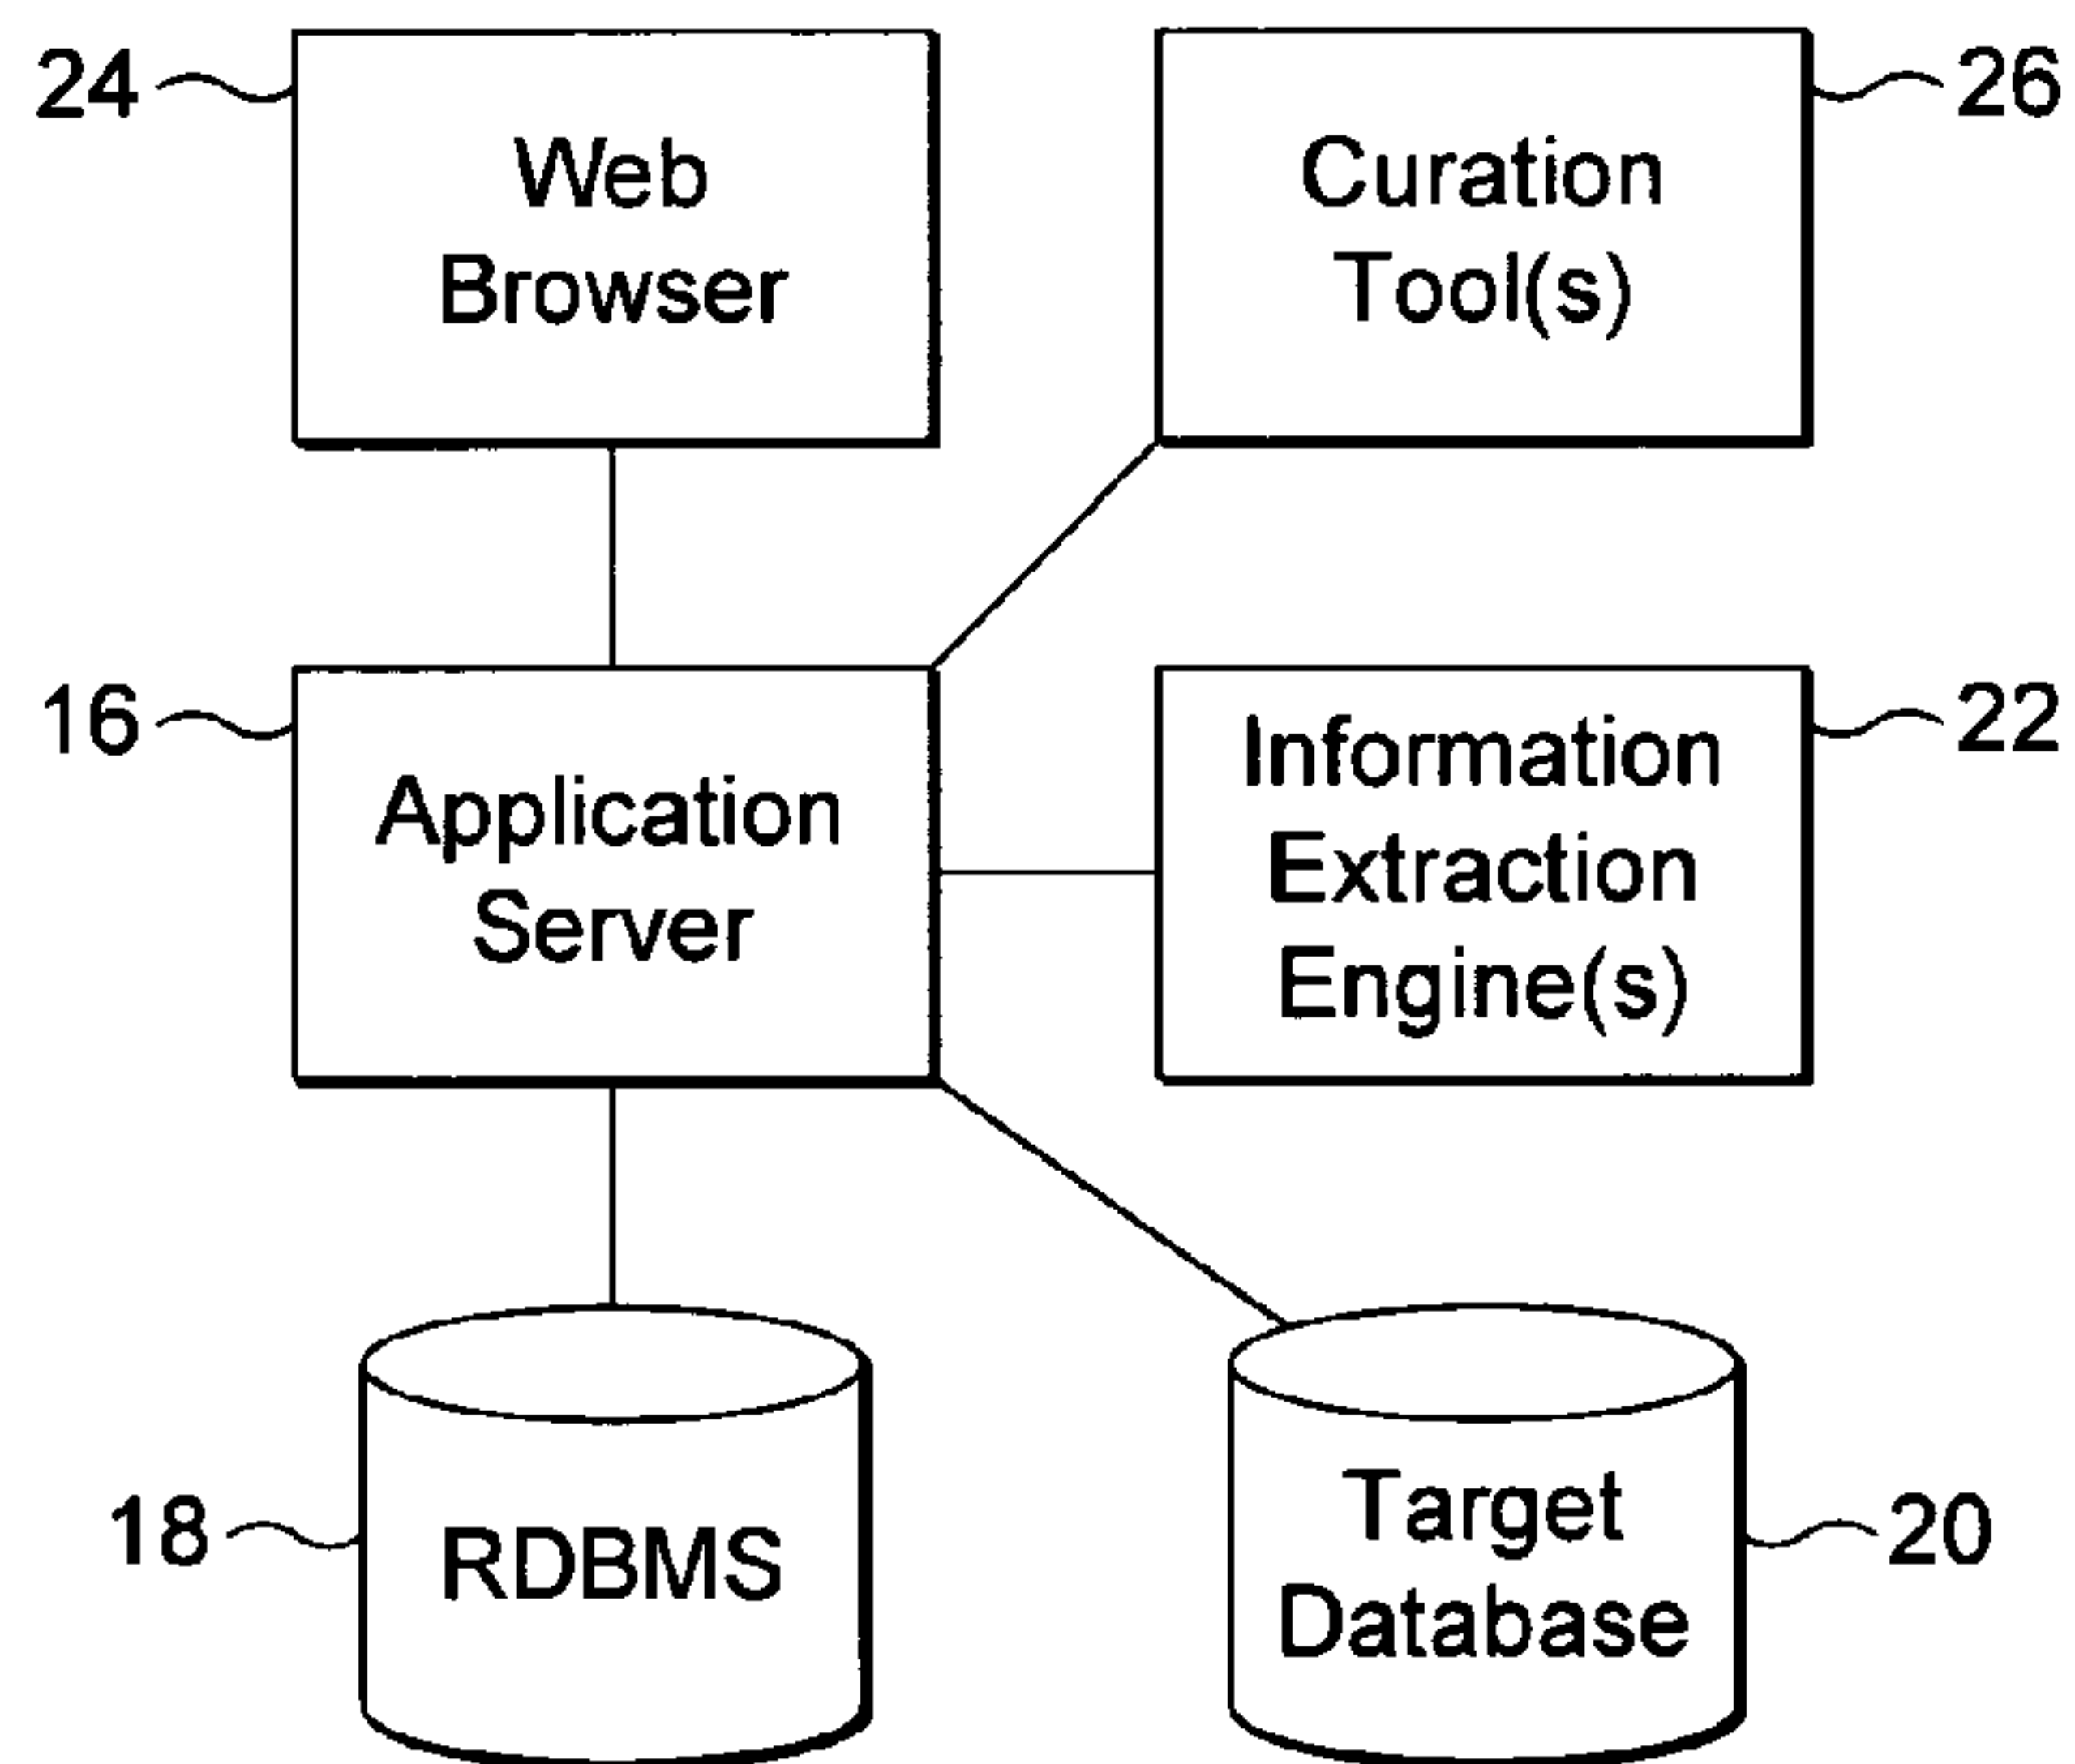 24
Web
Browser
Curation
Tool(s)
26
16
Application
Server
Information
Extraction
Engine(s)
22
18
RDBMS
Target
Database
20